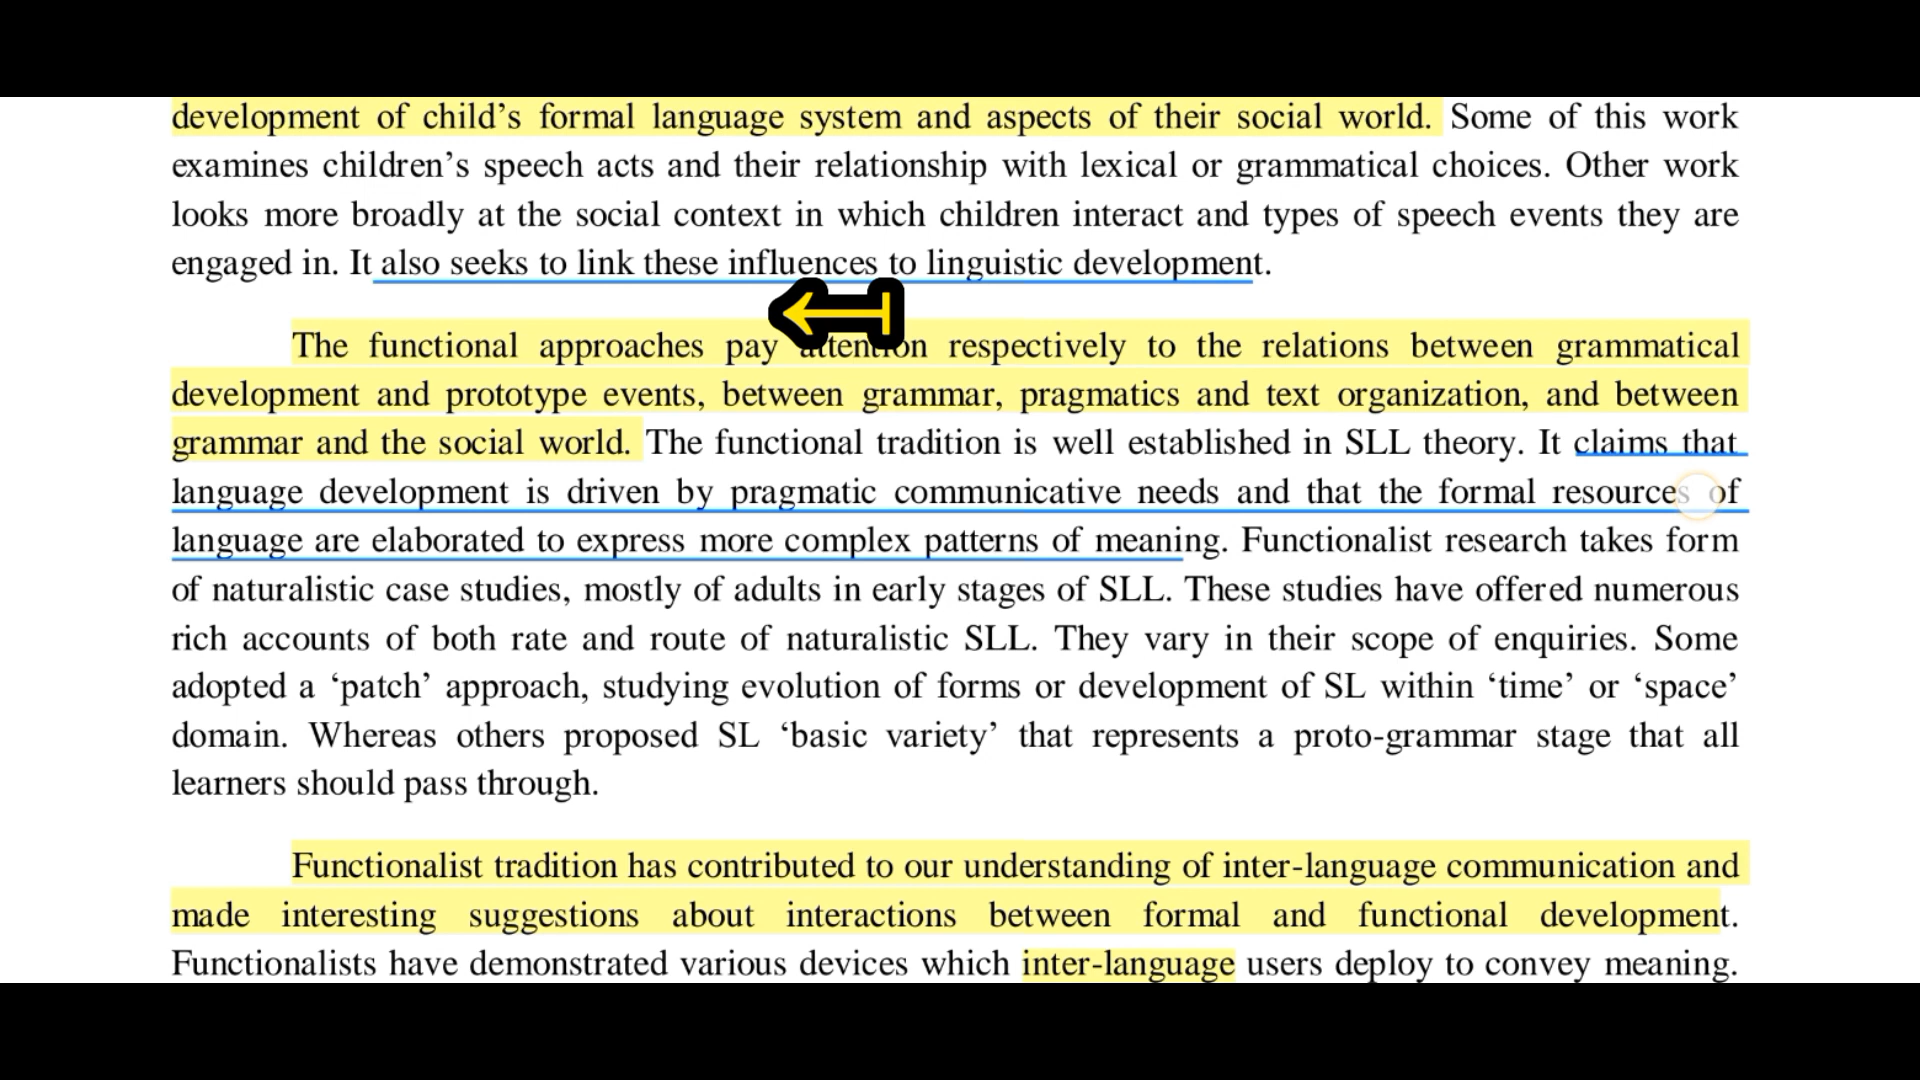 development of child’s formal language system and aspects of their social world. Some of this work
examines children’s speech acts and their relationship with lexical or grammatical choices. Other work
looks more broadly at the social context in which children interact and types of speech events they are
engaged in. It also seeks to link these influences to linguistic development.
The functional approaches pay attention respectively to the relations between grammatical
development and prototype events, between grammar, pragmatics and text organization, and between
grammar and the social world. The functional tradition is well established in SLL theory. It claims that
language development is driven by pragmatic communicative needs and that the formal resources of
language are elaborated to express more complex patterns of meaning. Functionalist research takes form
of naturalistic case studies, mostly of adults in early stages of SLL. These studies have offered numerous
rich accounts of both rate and route of naturalistic SLL. They vary in their scope of enquiries. Some
adopted a ‘patch’ approach, studying evolution of forms or development of SL within ‘time’ or ‘space’
domain. Whereas others proposed SL ‘basic variety’ that represents a proto-grammar stage that all
learners should pass through.
Functionalist tradition has contributed to our understanding of inter-language communication and
made interesting suggestions about interactions between formal and functional development.
Functionalists have demonstrated various devices which inter-language users deploy to convey meaning.